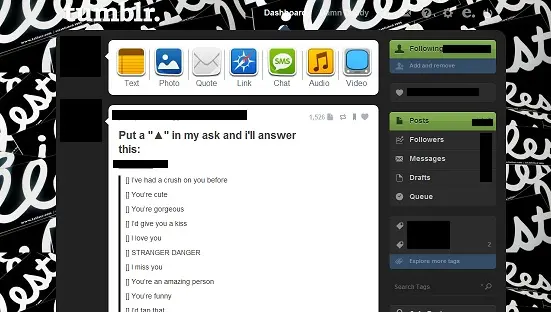 tumblr.
Dashboard
Following
Text Photo Quote Link Chat Audio Video
SMS
Add and remove
1,526
Posts
Put a "▲" in my ask and i'll answer
this:
Followers
Messages
Drafts
Queue
[] I've had a crush on you before
[] You're cute
[] You're gorgeous
[] I'd give you a kiss
[] I love you
[] STRANGER DANGER
[] I miss you
[] You're an amazing person
[] You're funny
[] I'd tap that
2
Explore more tags
Search Tags